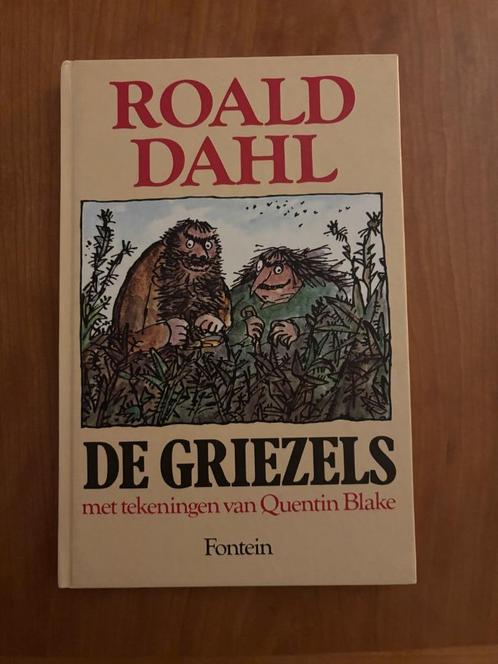 ROALD
DAHL
DE GRIEZELS
met tekeningen van Quentin Blake
Fontein